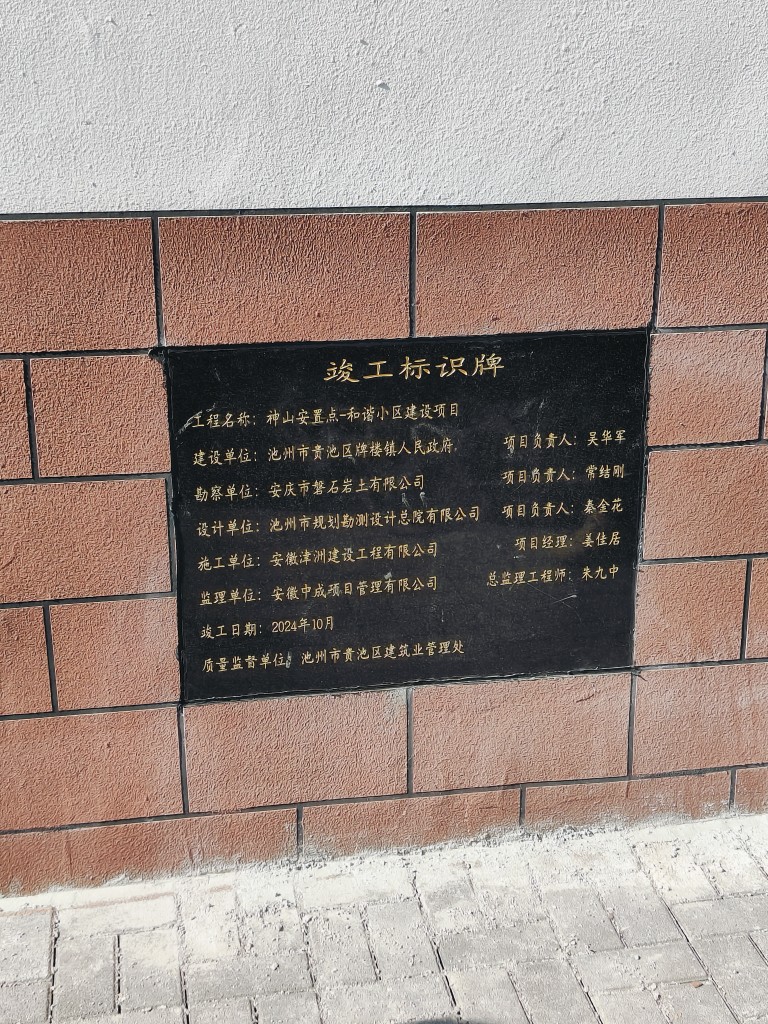 竣工标识牌
工程名称：神山安置点-和谐小区建设项目
建设单位：池州市贵池区牌楼镇人民政府 项目负责人：吴华军
勘察单位：安庆市磐石岩土有限公司 项目负责人：常结刚
设计单位：池州市规划勘测设计总院有限公司 项目负责人：秦金花
施工单位：安徽津洲建设工程有限公司 项目经理：姜佳居
监理单位：安徽中成项目管理有限公司 总监理工程师：朱九中
竣工日期：2024年10月
质量监督单位：池州市贵池区建筑业管理处